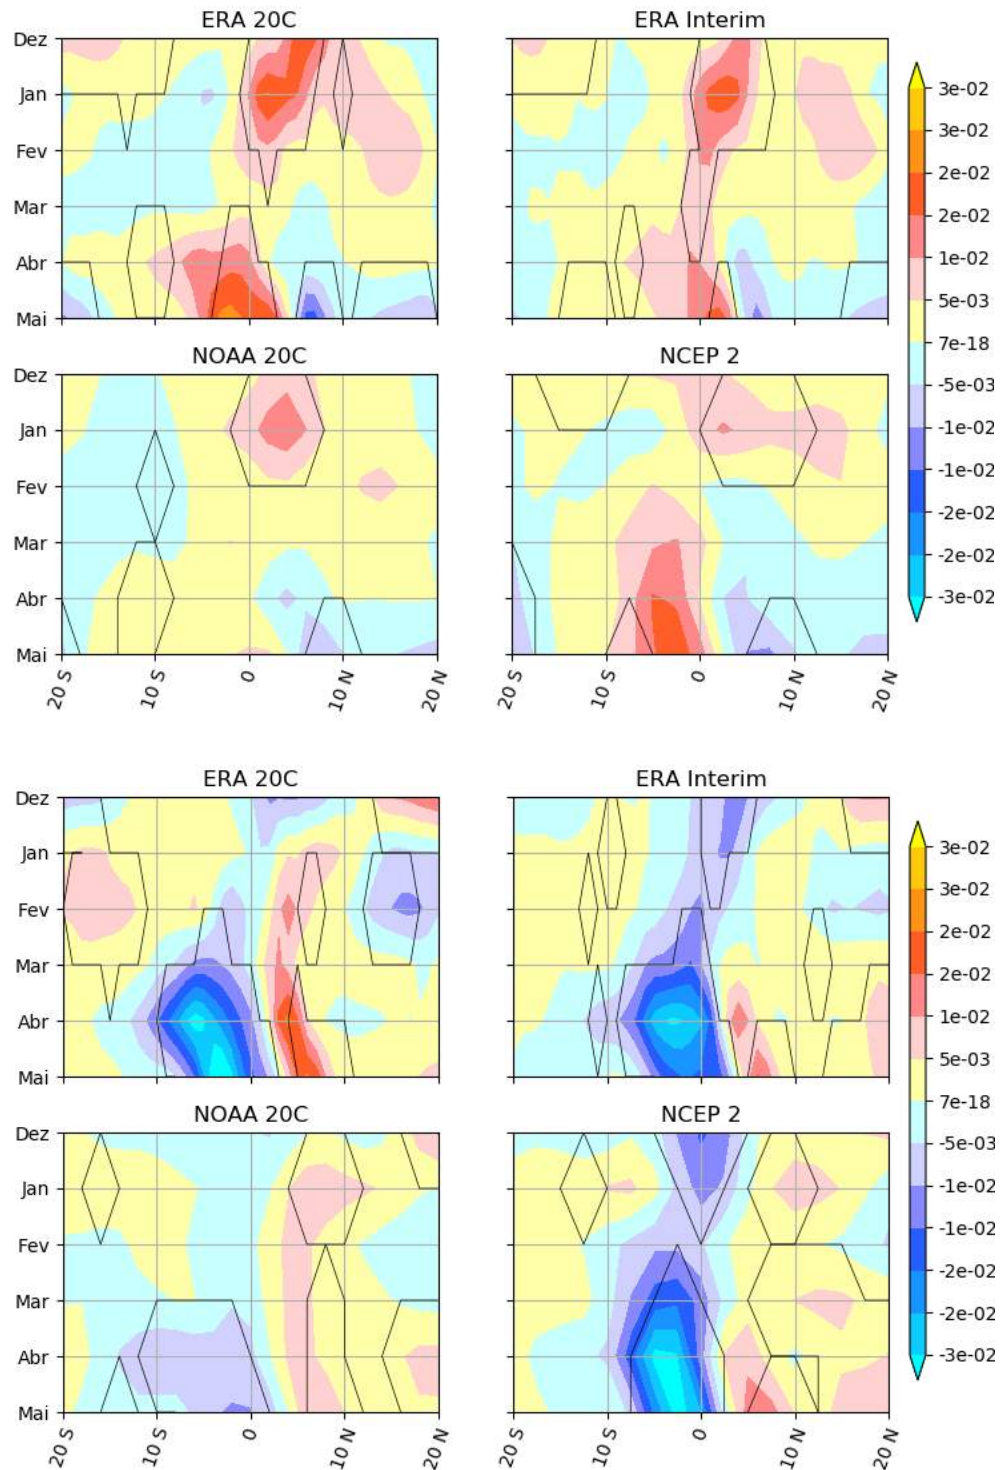 ERA 20C
ERA Interim
Dez
Jan
Fev
Mar
Abr
Mai
NOAA 20C
NCEP 2
Dez
Jan
Fev
Mar
Abr
Mai
20 S
10 S
0
10 N
20 N
20 S
10 S
0
10 N
20 N
3e-02
3e-02
2e-02
2e-02
1e-02
5e-03
7e-18
-5e-03
-1e-02
-1e-02
-2e-02
-2e-02
-3e-02
ERA 20C
ERA Interim
Dez
Jan
Fev
Mar
Abr
Mai
NOAA 20C
NCEP 2
Dez
Jan
Fev
Mar
Abr
Mai
20 S
10 S
0
10 N
20 N
20 S
10 S
0
10 N
20 N
3e-02
3e-02
2e-02
2e-02
1e-02
5e-03
7e-18
-5e-03
-1e-02
-1e-02
-2e-02
-2e-02
-3e-02